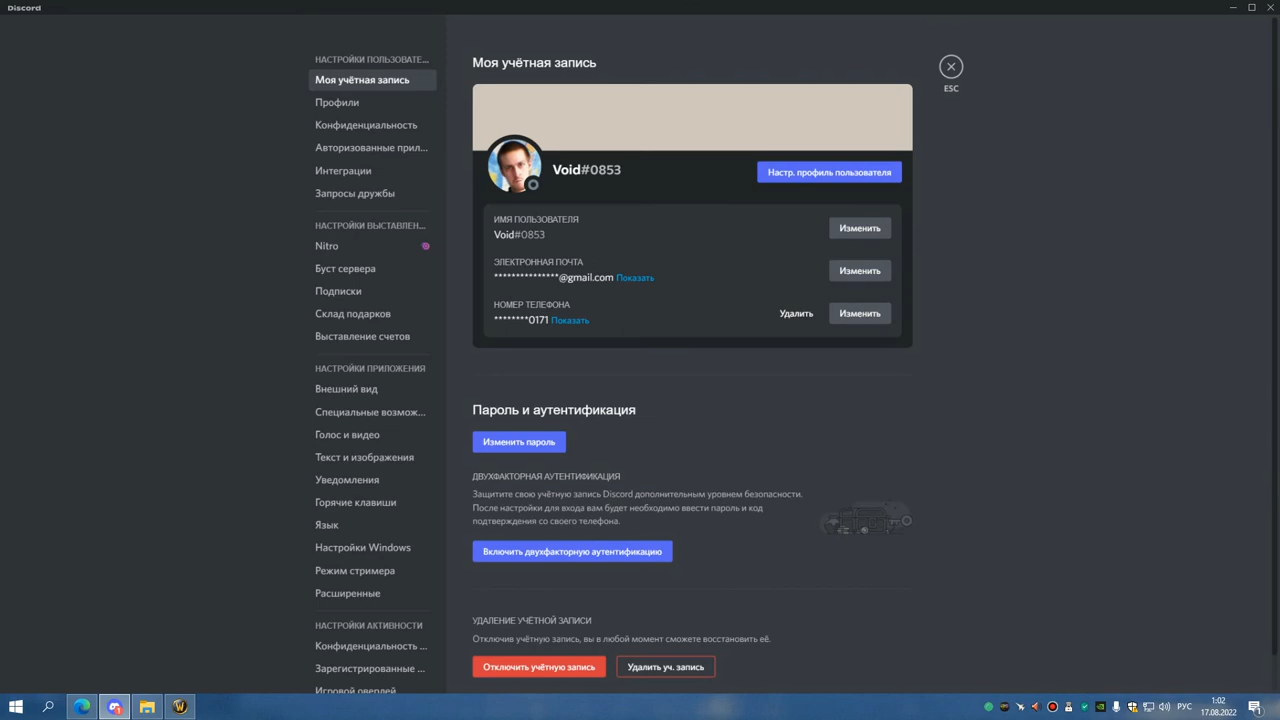 Discord
НАСТРОЙКИ ПОЛЬЗОВАТЕ...
Моя учётная запись
Профили
Конфиденциальность
Авторизованные прил...
Интеграции
Запросы дружбы
НАСТРОЙКИ ВЫСТАВЛЕН...
Nitro
Буст сервера
Подписки
Склад подарков
Выставление счетов
НАСТРОЙКИ ПРИЛОЖЕНИЯ
Внешний вид
Специальные возмож...
Голос и видео
Текст и изображения
Уведомления
Горячие клавиши
Язык
Настройки Windows
Режим стримера
Расширенные
НАСТРОЙКИ АКТИВНОСТИ
Конфиденциальность ...
Зарегистрированные ...
Игровой оверлей
Моя учётная запись
ESC
Void#0853
Настр. профиль пользователя
ИМЯ ПОЛЬЗОВАТЕЛЯ
Void#0853
Изменить
ЭЛЕКТРОННАЯ ПОЧТА
***************@gmail.com Показать
Изменить
НОМЕР ТЕЛЕФОНА
********0171 Показать
Удалить
Изменить
Пароль и аутентификация
Изменить пароль
ДВУХФАКТОРНАЯ АУТЕНТИФИКАЦИЯ
Защитите свою учётную запись Discord дополнительным уровнем безопасности.
После настройки для входа вам будет необходимо ввести пароль и код
подтверждения со своего телефона.
Включить двухфакторную аутентификацию
УДАЛЕНИЕ УЧЁТНОЙ ЗАПИСИ
Отключив учётную запись, вы в любой момент сможете восстановить её.
Отключить учётную запись
Удалить уч. запись
РУС
1:02
17.08.2022